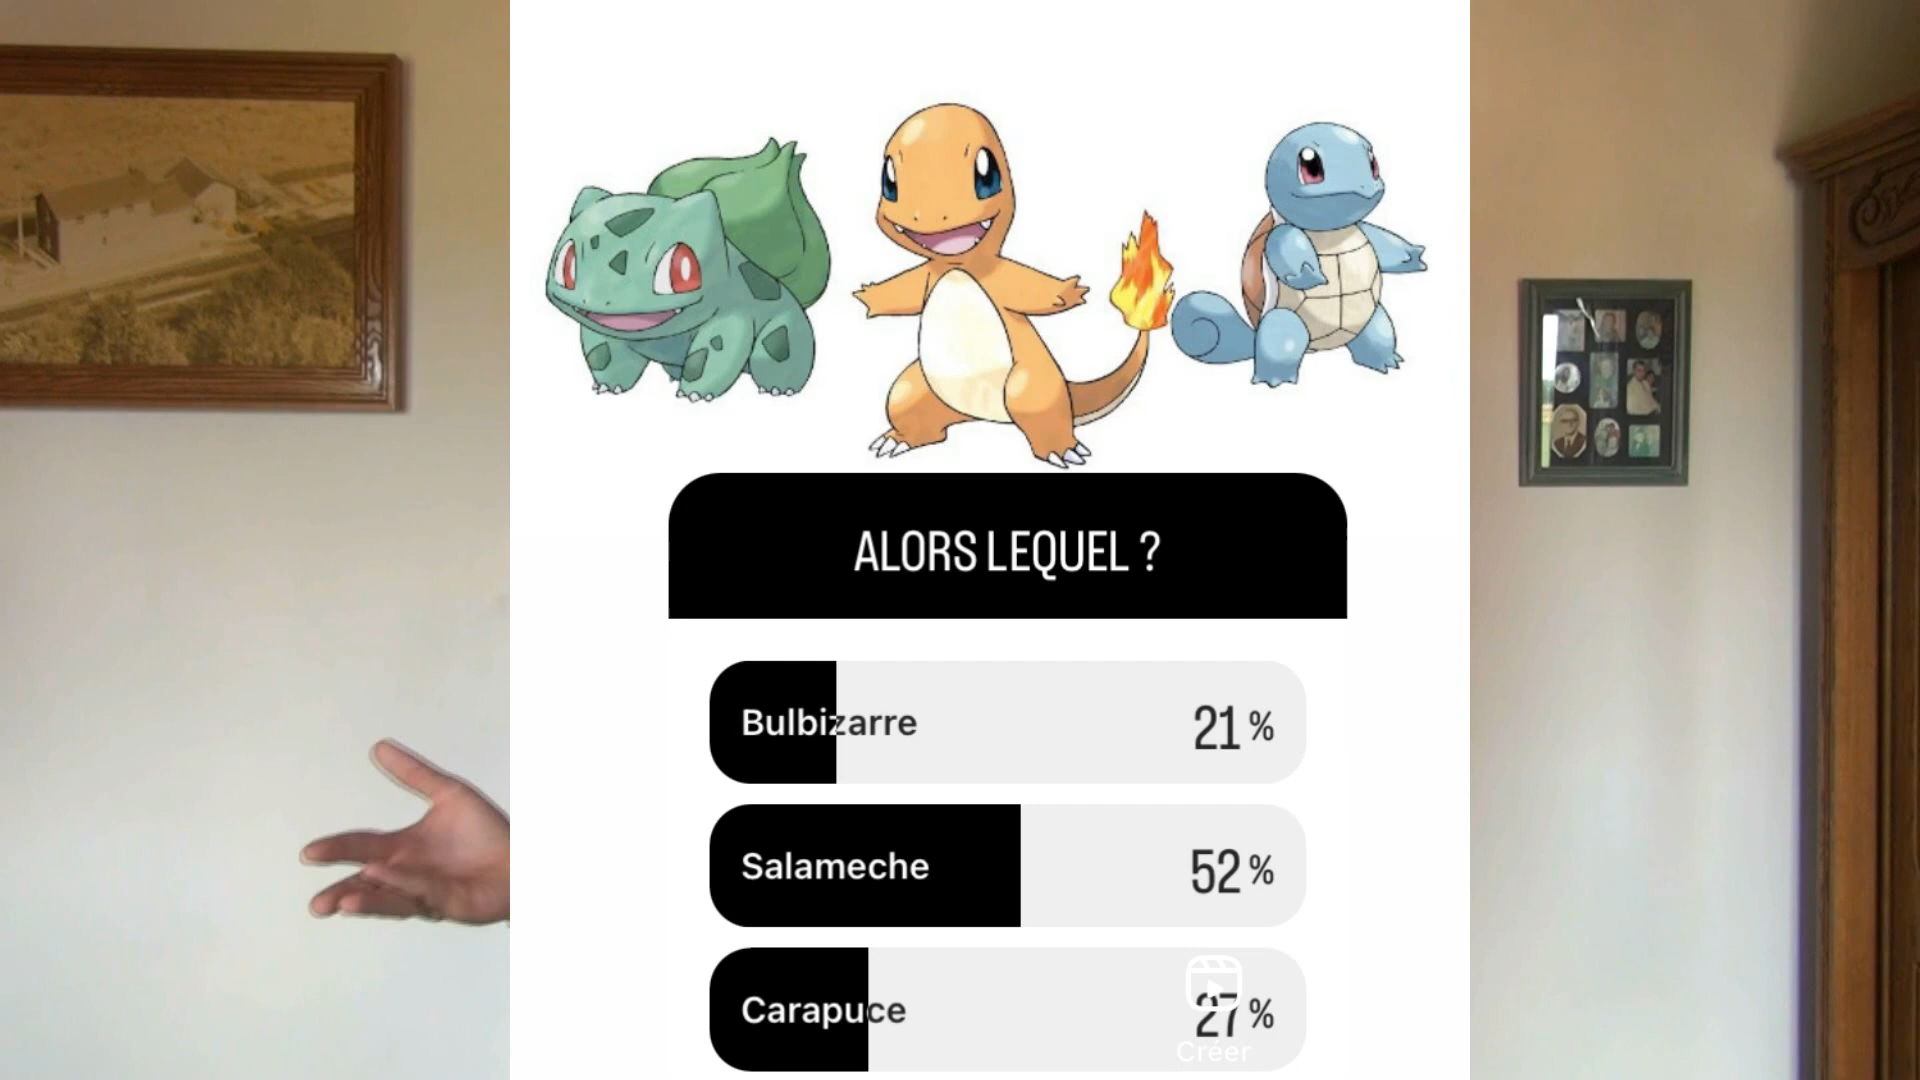 ALORS LEQUEL ?
Bulbizarre 21 %
Salameche 52 %
Carapuce 27 %
Créer